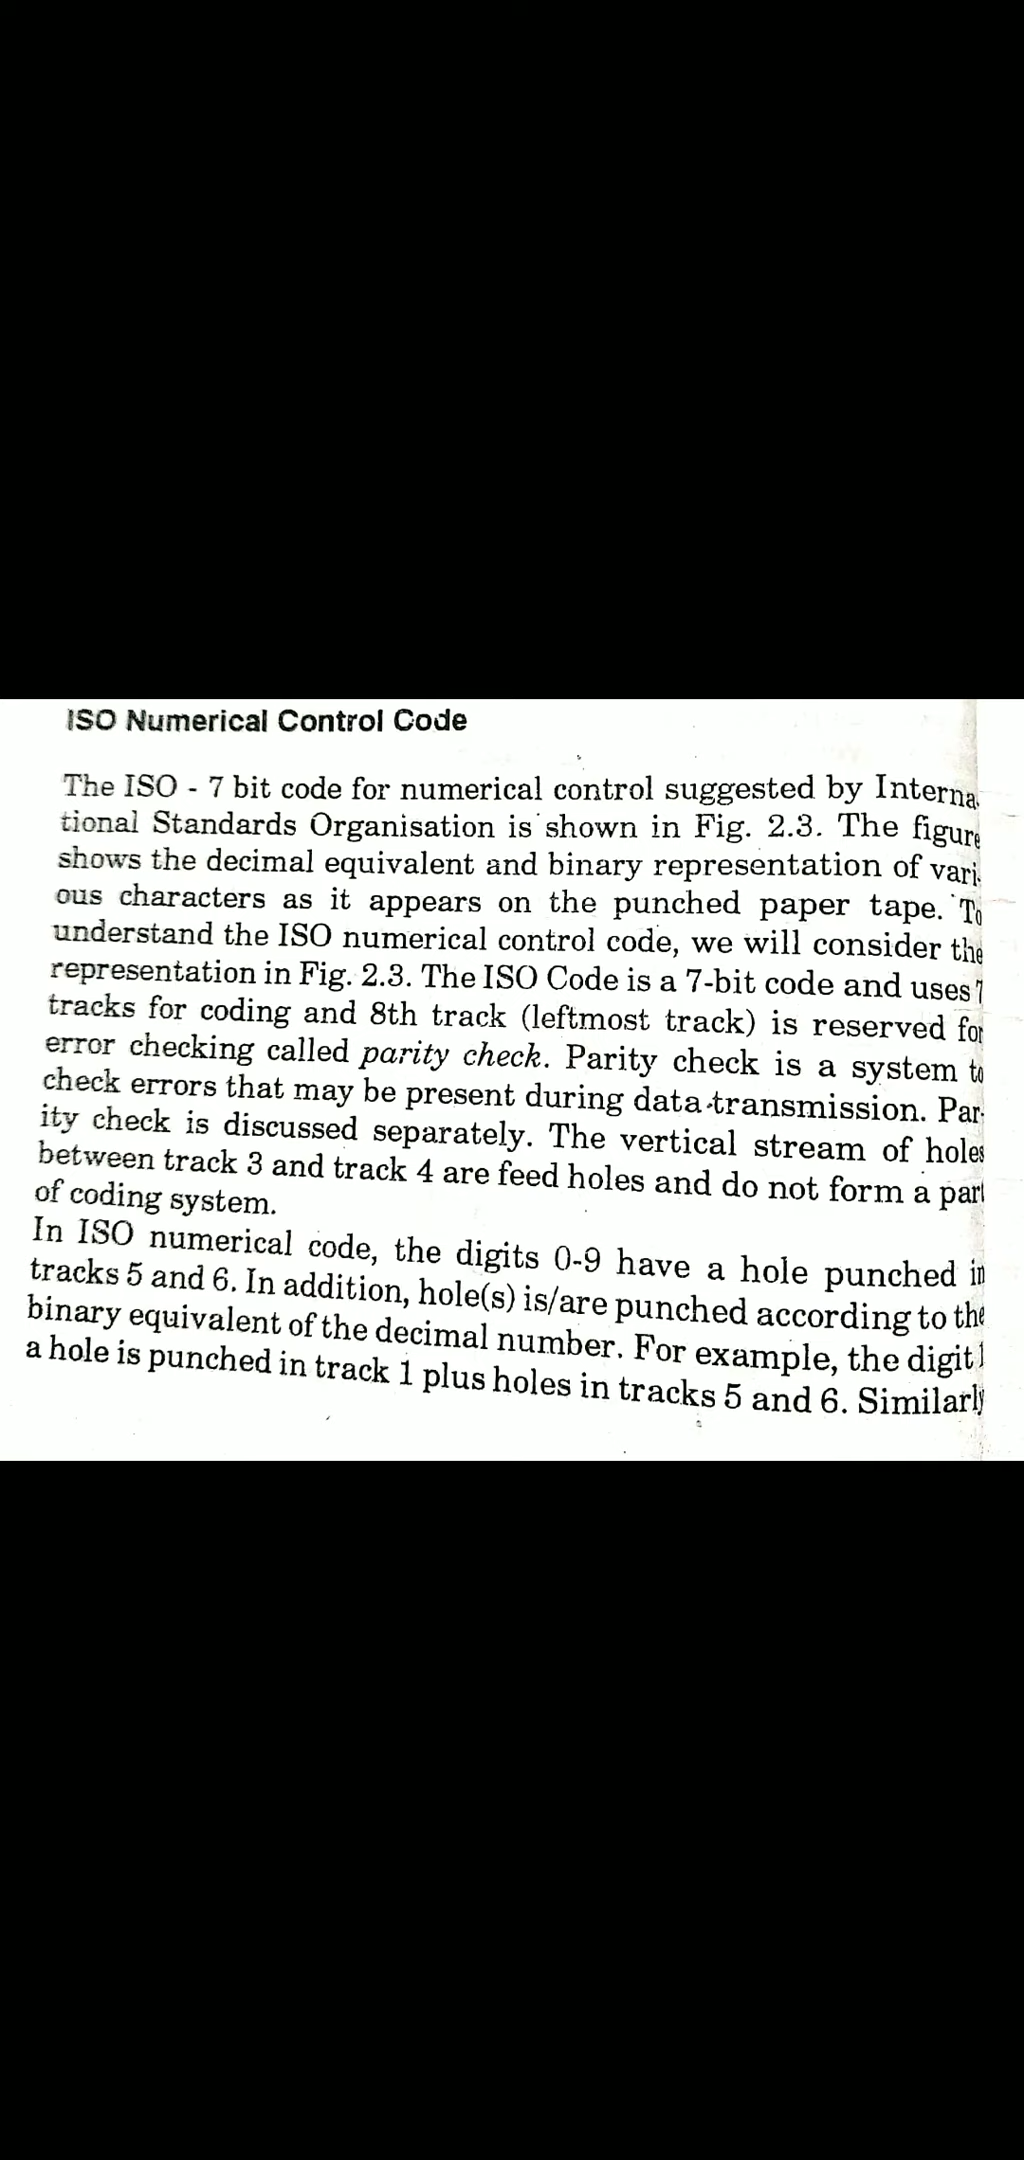 ISO Numerical Control Code
The ISO - 7 bit code for numerical control suggested by Interna-
tional Standards Organisation is shown in Fig. 2.3. The figure
shows the decimal equivalent and binary representation of vari-
ous characters as it appears on the punched paper tape. To
understand the ISO numerical control code, we will consider the
representation in Fig. 2.3. The ISO Code is a 7-bit code and uses 7
tracks for coding and 8th track (leftmost track) is reserved for
error checking called parity check. Parity check is a system to
check errors that may be present during data transmission. Par-
ity check is discussed separately. The vertical stream of holes
between track 3 and track 4 are feed holes and do not form a part
of coding system.
In ISO numerical code, the digits 0-9 have a hole punched in
tracks 5 and 6. In addition, hole(s) is/are punched according to the
binary equivalent of the decimal number. For example, the digit 1
a hole is punched in track 1 plus holes in tracks 5 and 6. Similarly